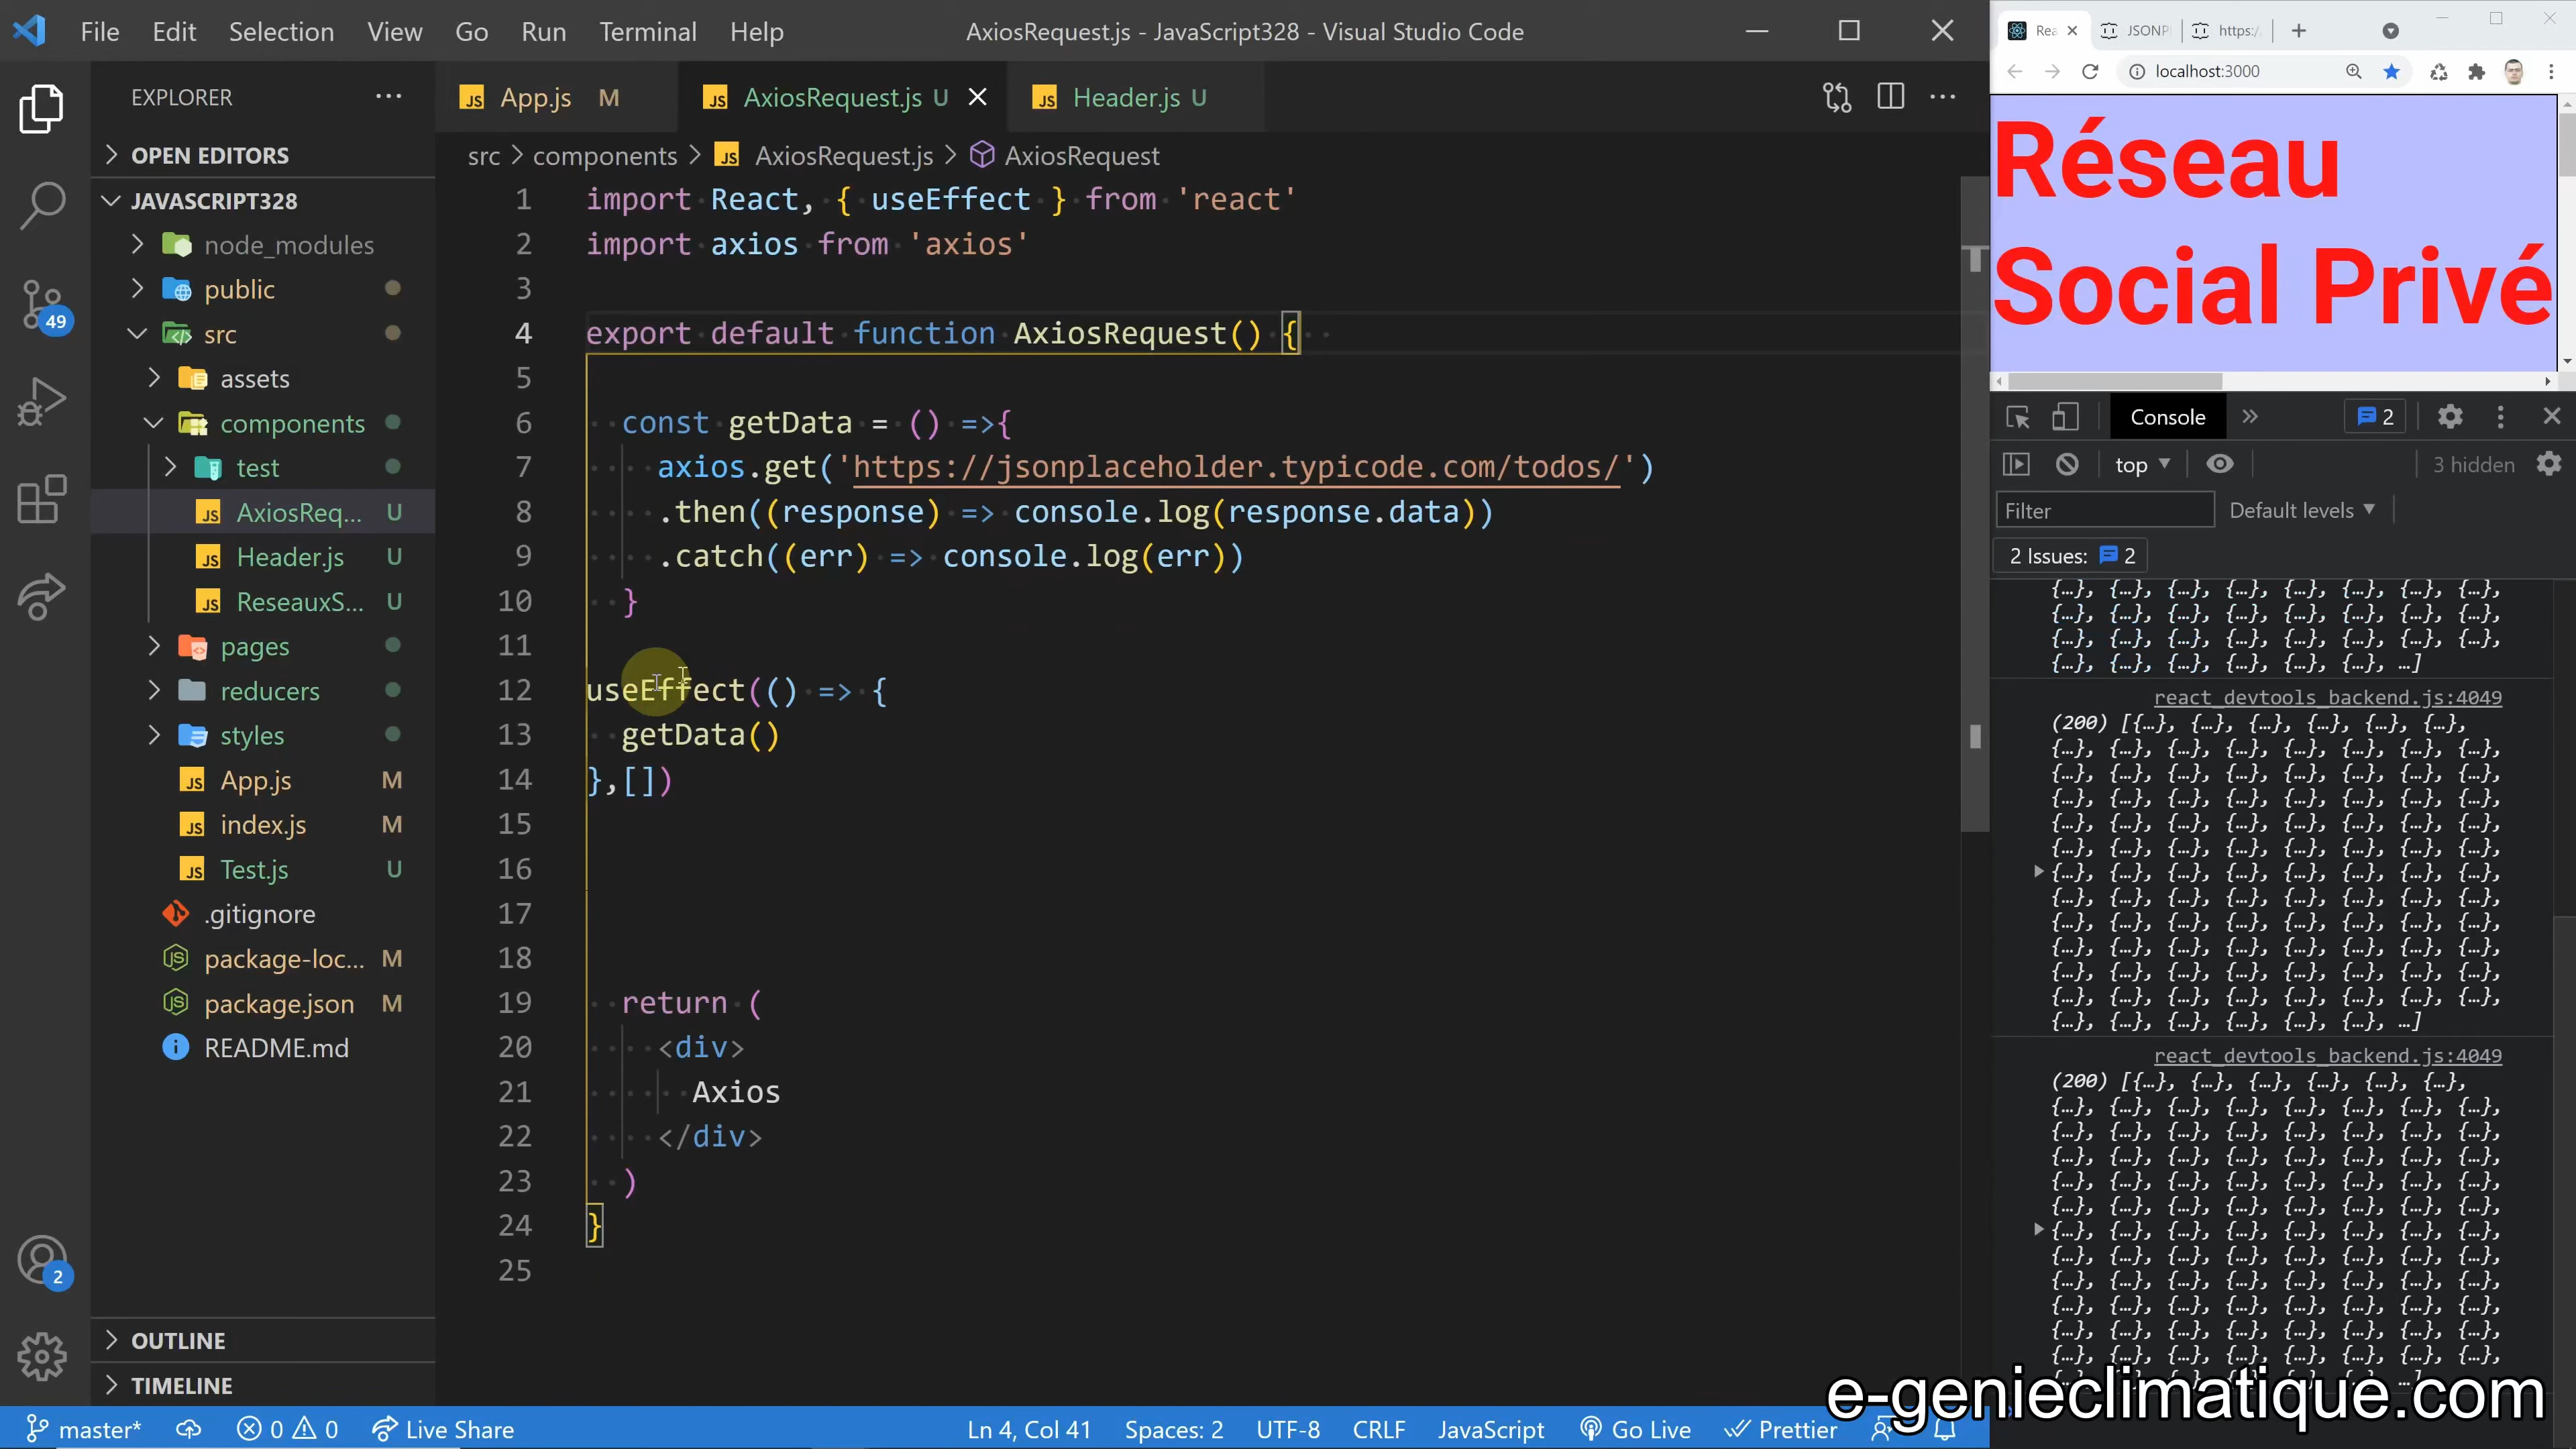 File Edit Selection View Go Run Terminal Help AxiosRequest.js - JavaScript328 - Visual Studio Code
EXPLORER
OPEN EDITORS
JAVASCRIPT328
node_modules
public
src
assets
components
test
AxiosReq... U
Header.js U
ReseauxS... U
pages
reducers
styles
App.js M
index.js M
Test.js U
.gitignore
package-loc... M
package.json M
README.md
OUTLINE
TIMELINE
49
2
App.js M AxiosRequest.js U Header.js U
src > components > AxiosRequest.js > AxiosRequest
1 import React, { useEffect } from 'react'
2 import axios from 'axios'
3
4 export default function AxiosRequest() {
5
6 const getData = () =>{
7 axios.get('https://jsonplaceholder.typicode.com/todos/')
8 .then((response) => console.log(response.data))
9 .catch((err) => console.log(err))
10 }
11
12 useEffect(() => {
13 getData()
14 },[])
15
16
17
18
19 return (
20 <div>
21 Axios
22 </div>
23 )
24 }
25
master* 0 0 Live Share Ln 4, Col 41 Spaces: 2 UTF-8 CRLF JavaScript Go Live Prettier
Rea JSONP https:/
localhost:3000
Réseau
Social Privé
Console 2
top 3 hidden
Filter Default levels
2 Issues: 2
{…}, {…}, {…}, {…}, {…}, {…}, {…}, {…},
{…}, {…}, {…}, {…}, {…}, {…}, {…}, {…},
{…}, {…}, {…}, {…}, {…}, {…}, {…}, {…},
{…}, {…}, {…}, {…}, {…}, {…}, …]
react_devtools_backend.js:4049
(200) [{…}, {…}, {…}, {…}, {…}, {…},
{…}, {…}, {…}, {…}, {…}, {…}, {…}, {…},
{…}, {…}, {…}, {…}, {…}, {…}, {…}, {…},
{…}, {…}, {…}, {…}, {…}, {…}, {…}, {…},
{…}, {…}, {…}, {…}, {…}, {…}, {…}, {…},
{…}, {…}, {…}, {…}, {…}, {…}, {…}, {…},
{…}, {…}, {…}, {…}, {…}, {…}, {…}, {…},
{…}, {…}, {…}, {…}, {…}, {…}, {…}, {…},
{…}, {…}, {…}, {…}, {…}, {…}, {…}, {…},
{…}, {…}, {…}, {…}, {…}, {…}, {…}, {…},
{…}, {…}, {…}, {…}, {…}, {…}, {…}, {…},
{…}, {…}, {…}, {…}, {…}, {…}, {…}, {…},
{…}, {…}, {…}, {…}, {…}, {…}, …]
react_devtools_backend.js:4049
(200) [{…}, {…}, {…}, {…}, {…}, {…},
{…}, {…}, {…}, {…}, {…}, {…}, {…}, {…},
{…}, {…}, {…}, {…}, {…}, {…}, {…}, {…},
{…}, {…}, {…}, {…}, {…}, {…}, {…}, {…},
{…}, {…}, {…}, {…}, {…}, {…}, {…}, {…},
{…}, {…}, {…}, {…}, {…}, {…}, {…}, {…},
{…}, {…}, {…}, {…}, {…}, {…}, {…}, {…},
{…}, {…}, {…}, {…}, {…}, {…}, {…}, {…},
{…}, {…}, {…}, {…}, {…}, {…}, {…}, {…},
{…}, {…}, {…}, {…}, {…}, {…}, {…}, {…},
{…}, {…}, {…}, {…}, {…}, {…}, {…}, {…},
{…}, {…}, {…}, {…}, {…}, {…}, {…}, {…},
e-genieclimatique.com